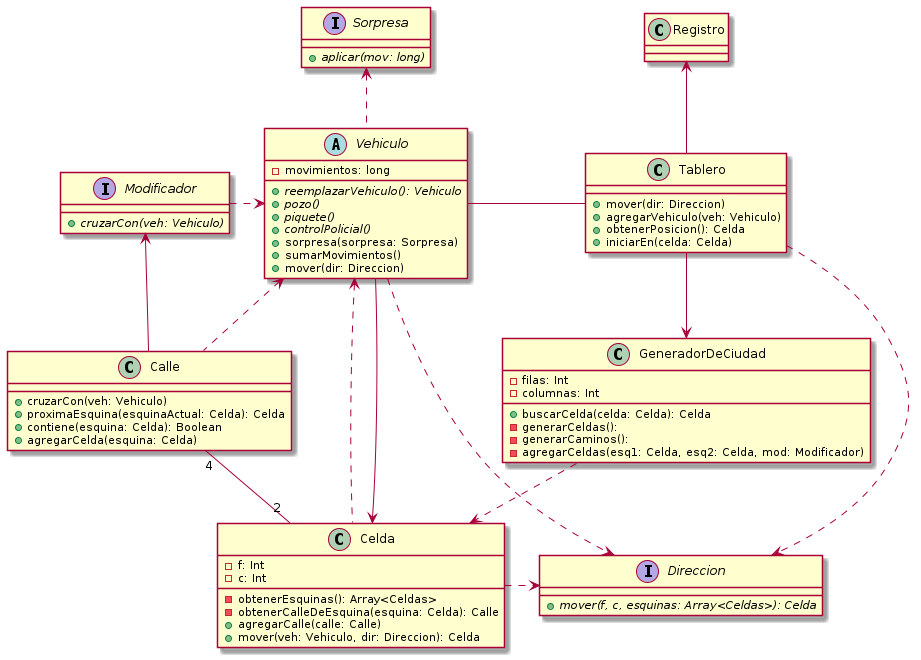 I Sorpresa
aplicar(mov: long)
C Registro
A Vehiculo
movimientos: long
reemplazarVehiculo(): Vehiculo
pozo()
piquete()
controlPolicial()
sorpresa(sorpresa: Sorpresa)
sumarMovimientos()
mover(dir: Direccion)
C Tablero
mover(dir: Direccion)
agregarVehiculo(veh: Vehiculo)
obtenerPosicion(): Celda
iniciarEn(celda: Celda)
I Modificador
cruzarCon(veh: Vehiculo)
C Calle
cruzarCon(veh: Vehiculo)
proximaEsquina(esquinaActual: Celda): Celda
contiene(esquina: Celda): Boolean
agregarCelda(esquina: Celda)
C GeneradorDeCiudad
filas: Int
columnas: Int
buscarCelda(celda: Celda): Celda
generarCeldas():
generarCaminos():
agregarCeldas(esq1: Celda, esq2: Celda, mod: Modificador)
4
2
C Celda
f: Int
c: Int
obtenerEsquinas(): Array<Celdas>
obtenerCalleDeEsquina(esquina: Celda): Calle
agregarCalle(calle: Calle)
mover(veh: Vehiculo, dir: Direccion): Celda
I Direccion
mover(f, c, esquinas: Array<Celdas>): Celda